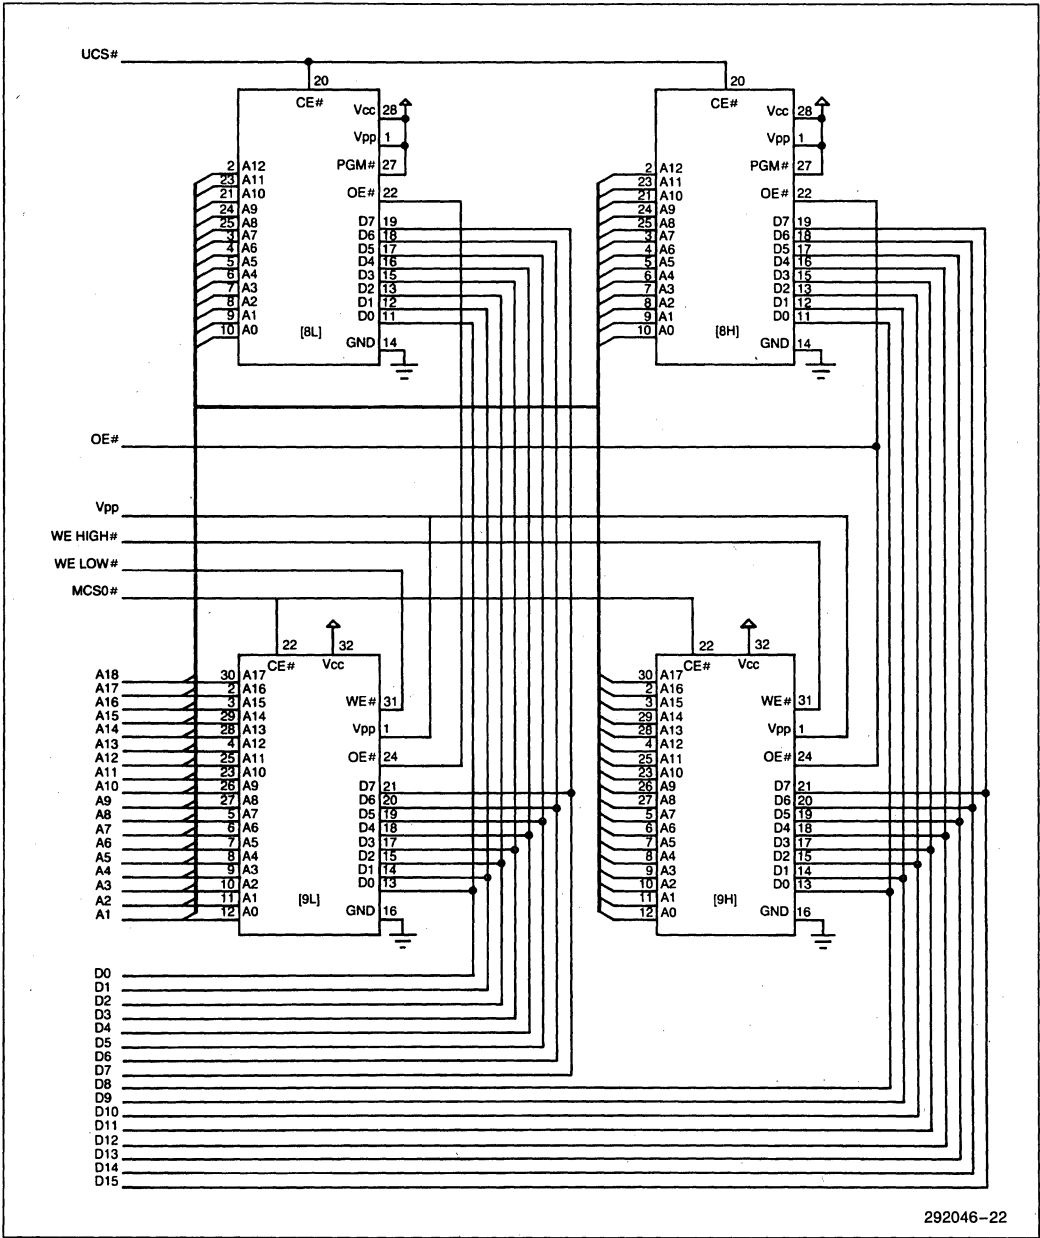 UCS#
20
CE#
Vcc 28
Vpp 1
PGM# 27
OE# 22
2 A12
23 A11
21 A10
24 A9
25 A8
3 A7
4 A6
5 A5
6 A4
7 A3
8 A2
9 A1
10 A0
D7 19
D6 18
D5 17
D4 16
D3 15
D2 13
D1 12
D0 11
[8L]
GND 14
20
CE#
Vcc 28
Vpp 1
PGM# 27
OE# 22
2 A12
23 A11
21 A10
24 A9
25 A8
3 A7
4 A6
5 A5
6 A4
7 A3
8 A2
9 A1
10 A0
D7 19
D6 18
D5 17
D4 16
D3 15
D2 13
D1 12
D0 11
[8H]
GND 14
OE#
Vpp
WE HIGH#
WE LOW#
MCS0#
22
CE#
32
Vcc
A18 30 A17
A17 2 A16
A16 3 A15
A15 29 A14
A14 28 A13
A13 4 A12
A12 25 A11
A11 23 A10
A10 26 A9
A9 27 A8
A8 5 A7
A7 6 A6
A6 7 A5
A5 8 A4
A4 9 A3
A3 10 A2
A2 11 A1
A1 12 A0
WE# 31
Vpp 1
OE# 24
D7 21
D6 20
D5 19
D4 18
D3 17
D2 15
D1 14
D0 13
[9L]
GND 16
22
CE#
32
Vcc
30 A17
2 A16
3 A15
29 A14
28 A13
4 A12
25 A11
23 A10
26 A9
27 A8
5 A7
6 A6
7 A5
8 A4
9 A3
10 A2
11 A1
12 A0
WE# 31
Vpp 1
OE# 24
D7 21
D6 20
D5 19
D4 18
D3 17
D2 15
D1 14
D0 13
[9H]
GND 16
D0
D1
D2
D3
D4
D5
D6
D7
D8
D9
D10
D11
D12
D13
D14
D15
292046-22